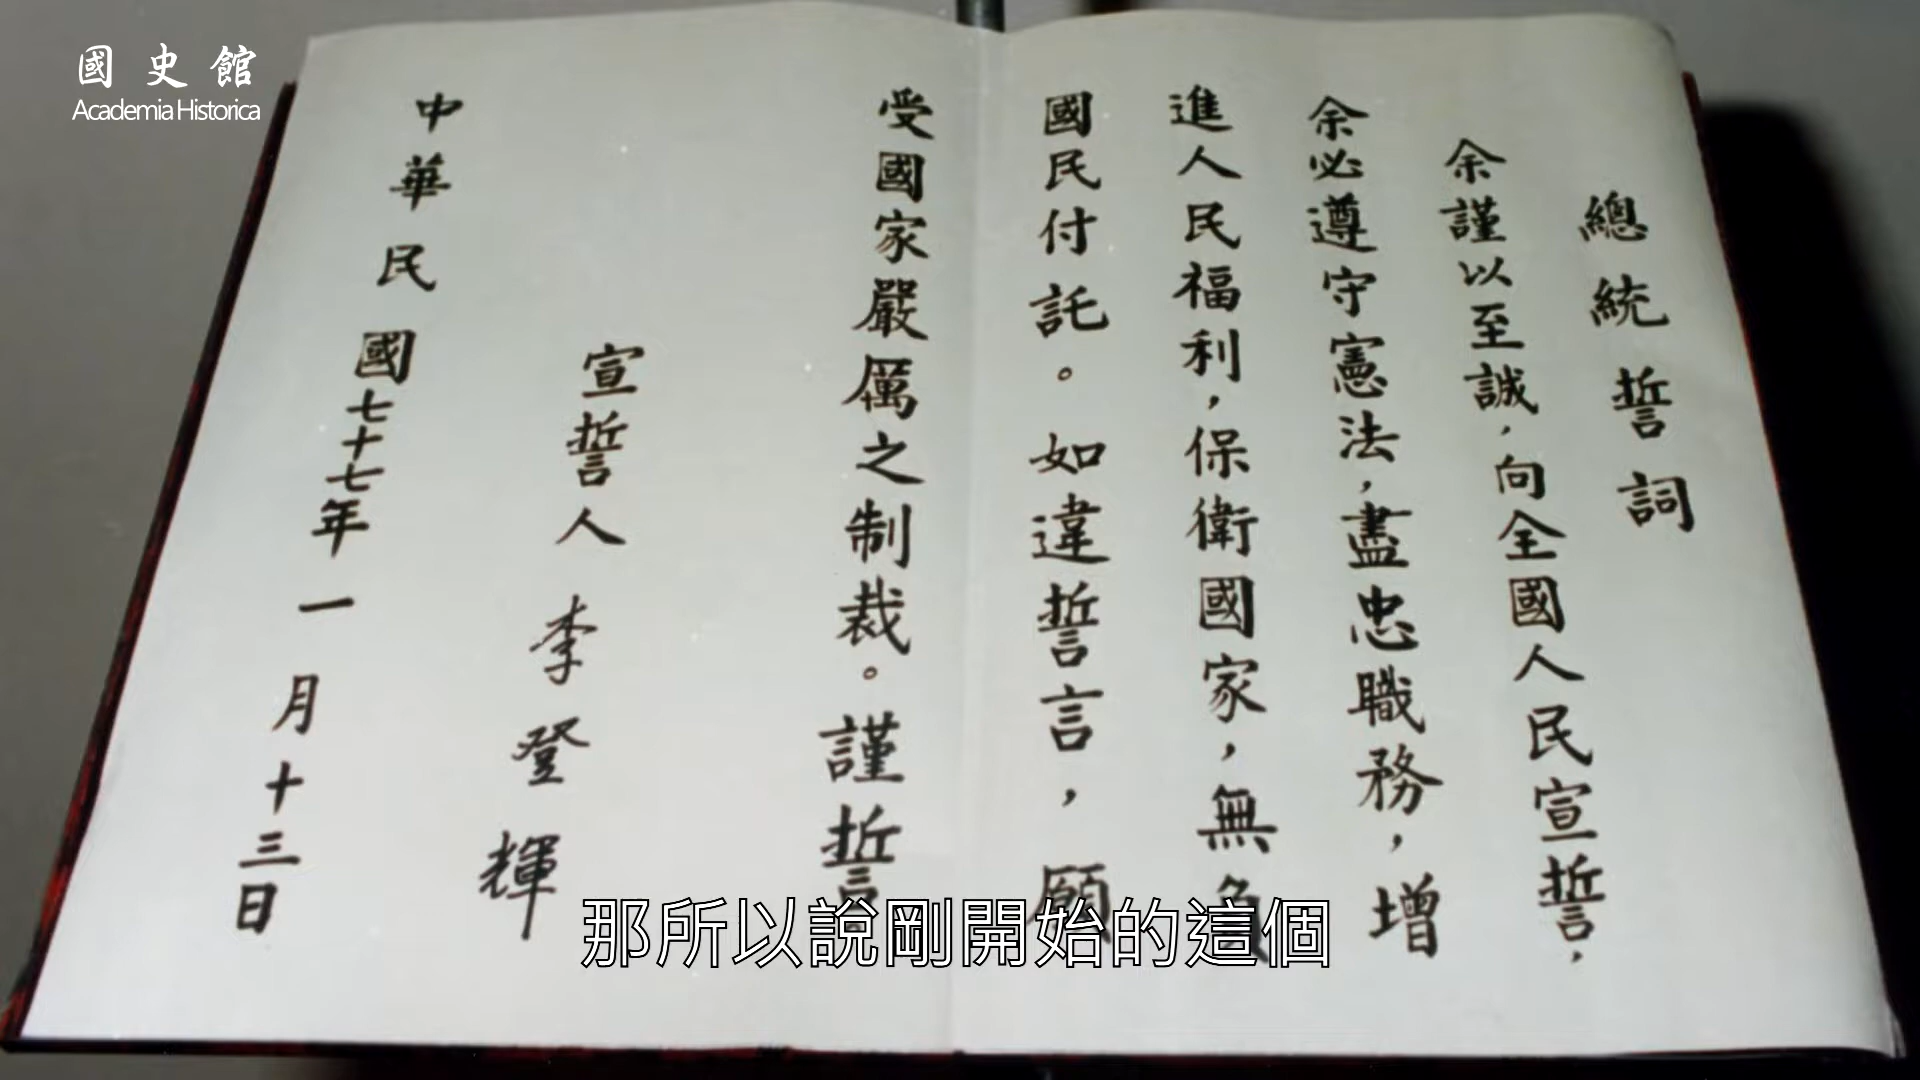 國史館
Academia Historica
總統誓詞
余謹以至誠，向全國人民宣誓，
余必遵守憲法，盡忠職務，增
進人民福利，保衛國家，無負
國民付託。如違誓言，願
受國家嚴厲之制裁。謹誓
宣誓人 李登輝
中華民國七十七年一月十三日
那所以說剛開始的這個